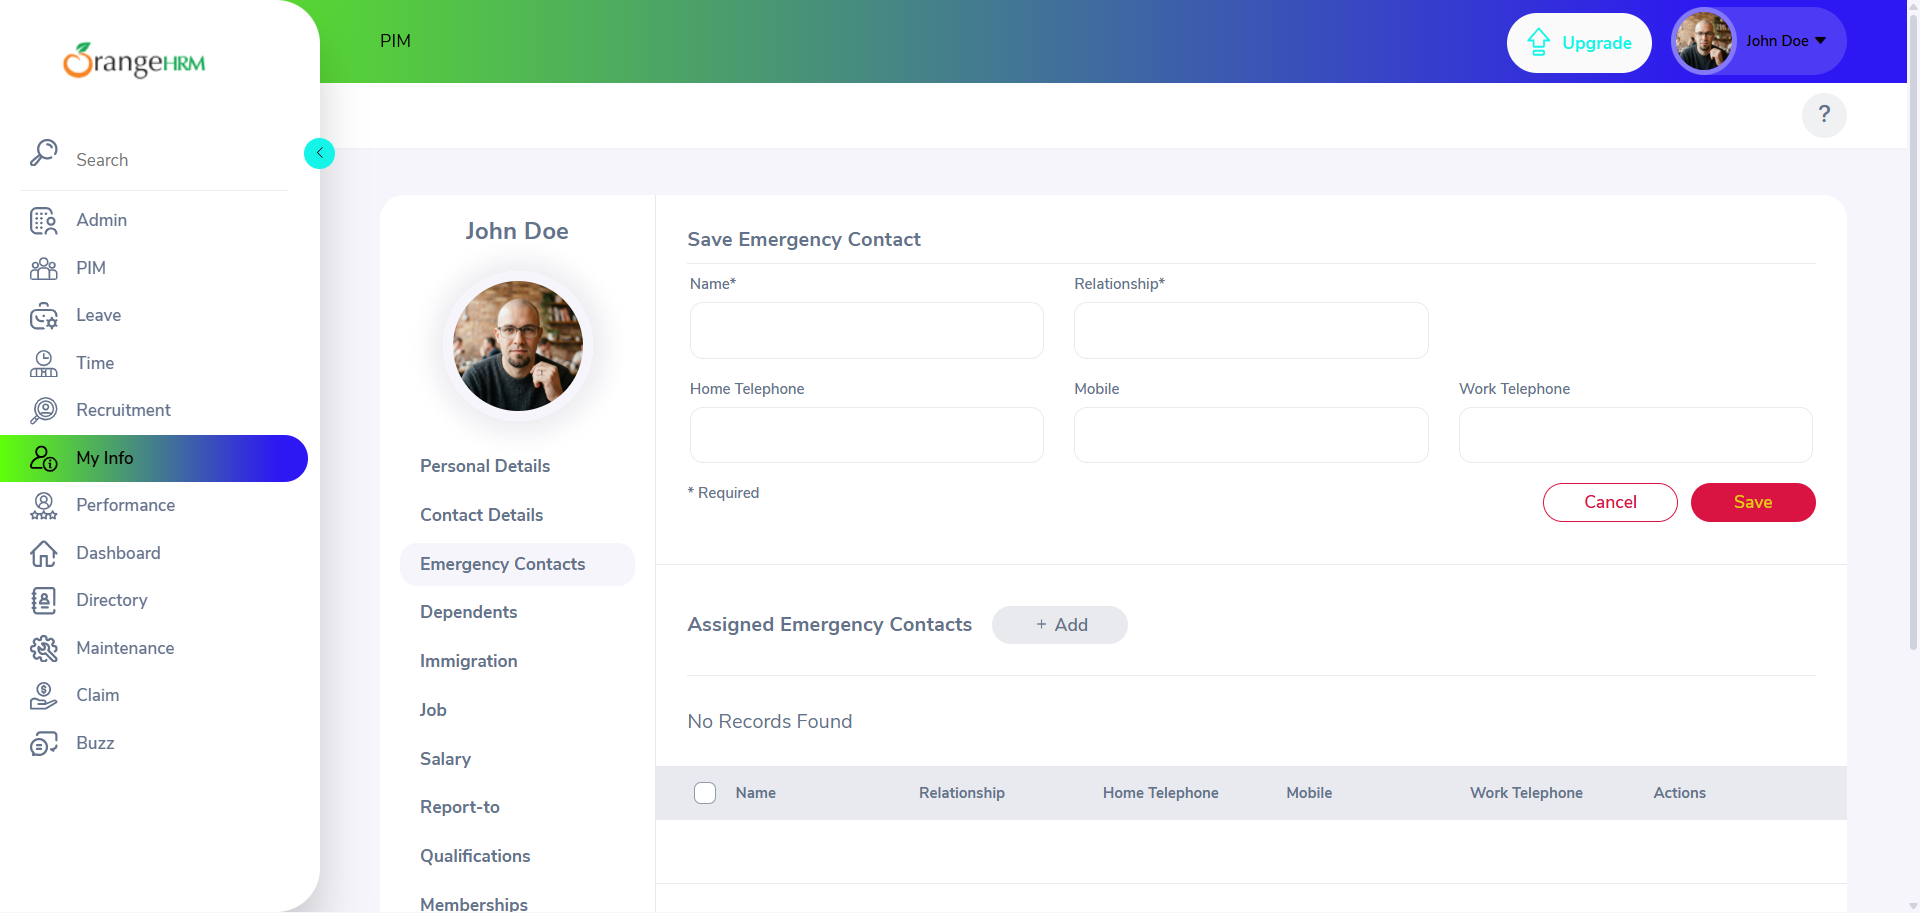 OrangeHRM
Search
Admin
PIM
Leave
Time
Recruitment
My Info
Performance
Dashboard
Directory
Maintenance
Claim
Buzz
PIM
Upgrade
John Doe
?
John Doe
Personal Details
Contact Details
Emergency Contacts
Dependents
Immigration
Job
Salary
Report-to
Qualifications
Memberships
Save Emergency Contact
Name*
Relationship*
Home Telephone
Mobile
Work Telephone
* Required
Cancel
Save
Assigned Emergency Contacts
+ Add
No Records Found
Name Relationship Home Telephone Mobile Work Telephone Actions